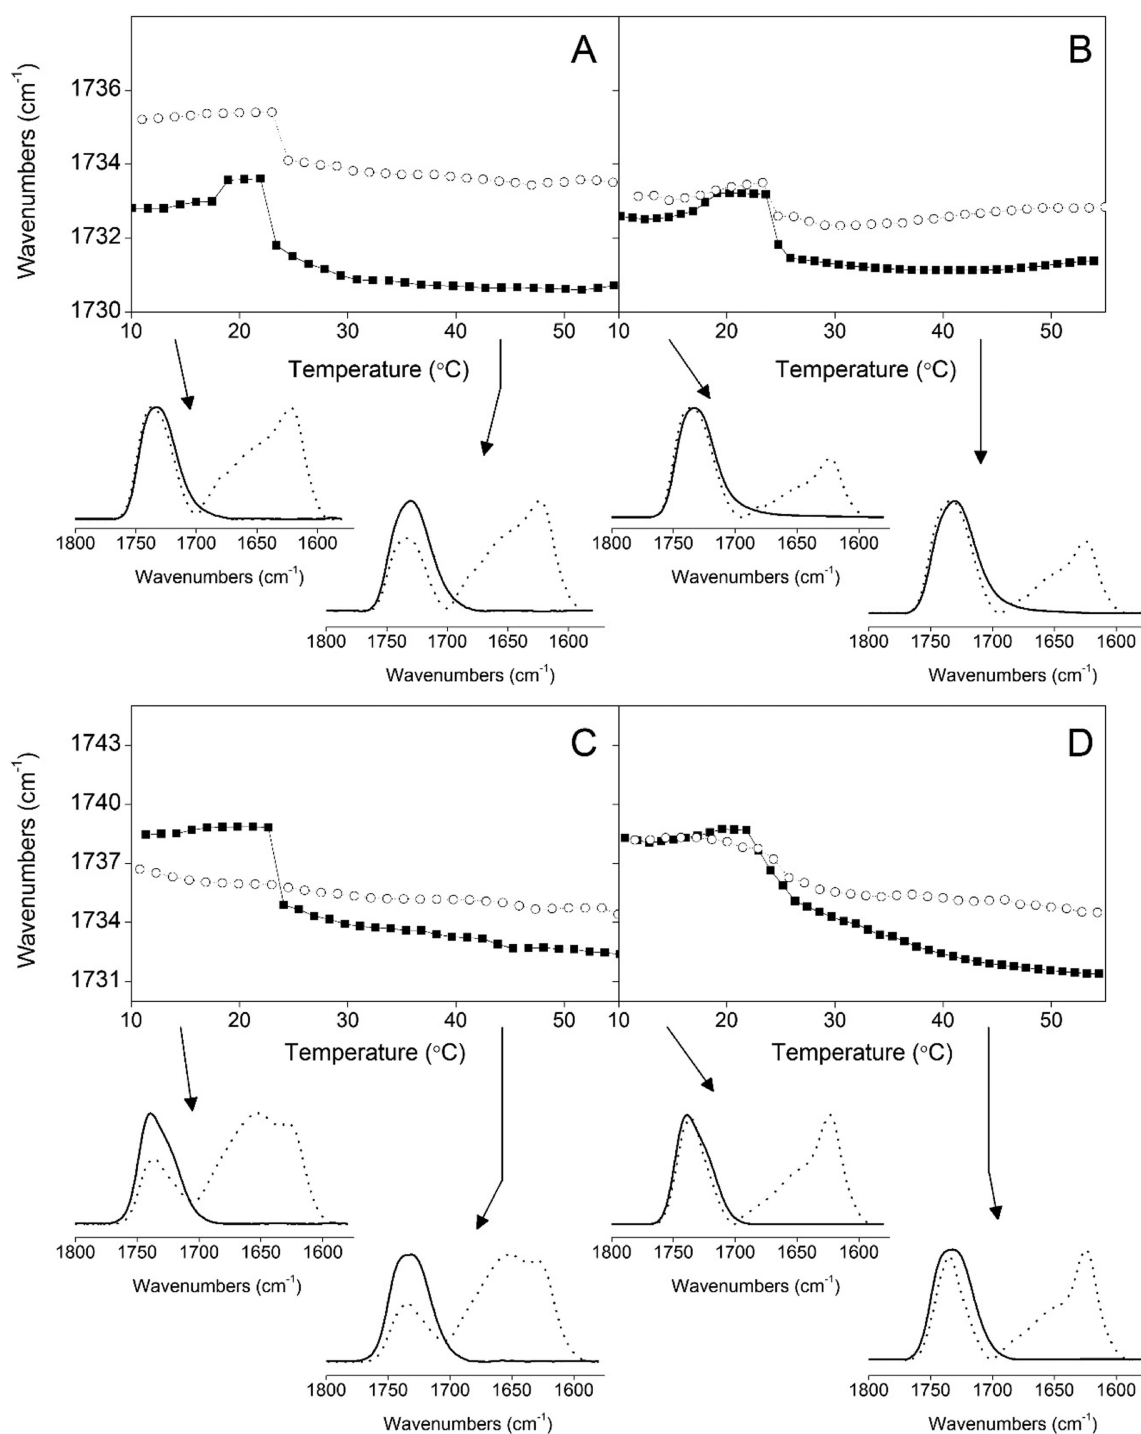 A
B
Wavenumbers (cm-1)
1736
1734
1732
1730
10 20 30 40 50 10 20 30 40 50
Temperature (°C) Temperature (°C)
1800 1750 1700 1650 1600
Wavenumbers (cm-1)
1800 1750 1700 1650 1600
Wavenumbers (cm-1)
1800 1750 1700 1650 1600
Wavenumbers (cm-1)
1800 1750 1700 1650 1600
Wavenumbers (cm-1)
C
D
Wavenumbers (cm-1)
1743
1740
1737
1734
1731
10 20 30 40 50 10 20 30 40 50
Temperature (°C) Temperature (°C)
1800 1750 1700 1650 1600
Wavenumbers (cm-1)
1800 1750 1700 1650 1600
Wavenumbers (cm-1)
1800 1750 1700 1650 1600
Wavenumbers (cm-1)
1800 1750 1700 1650 1600
Wavenumbers (cm-1)